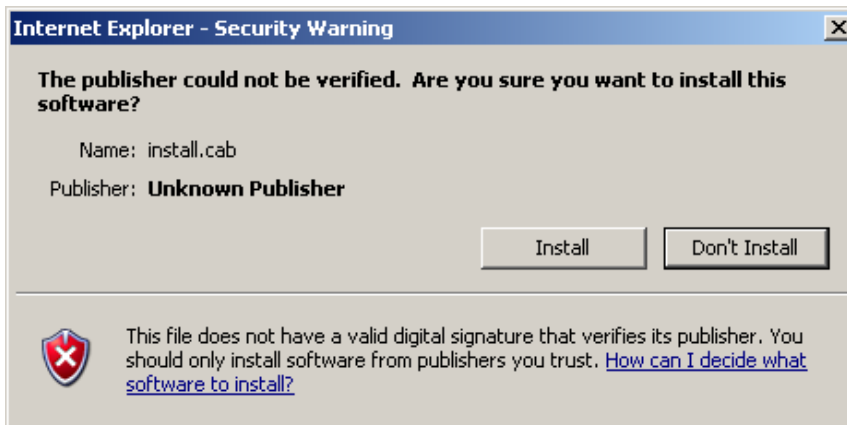 Internet Explorer - Security Warning
The publisher could not be verified.  Are you sure you want to install this
software?
Name: install.cab
Publisher: Unknown Publisher
Install Don't Install
This file does not have a valid digital signature that verifies its publisher. You
should only install software from publishers you trust. How can I decide what
software to install?